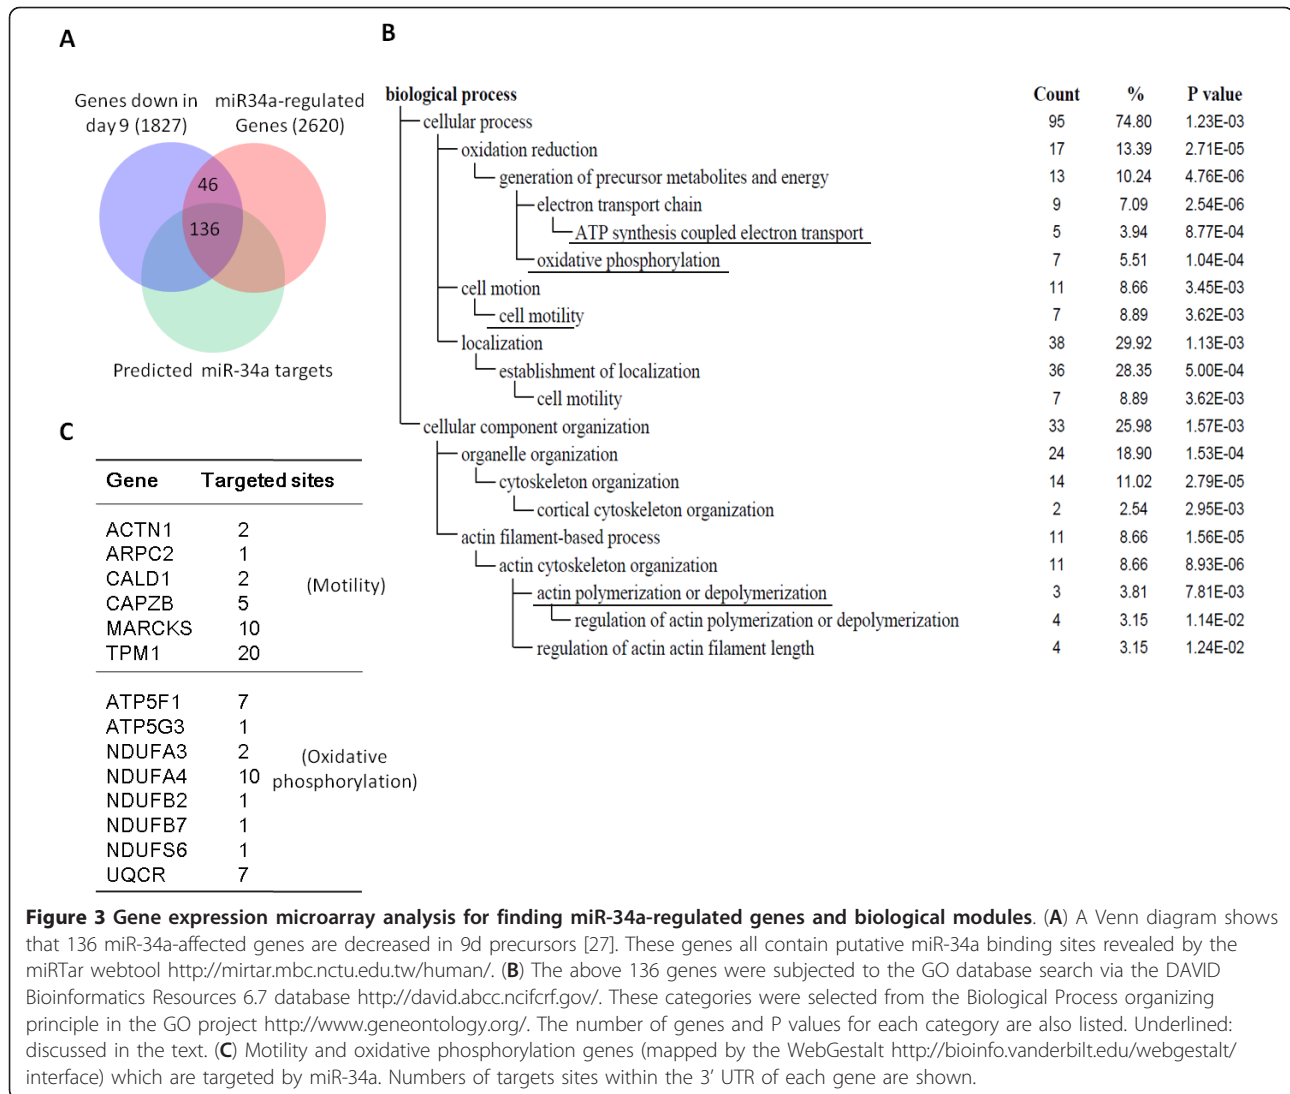 A
B
Genes down in
day 9 (1827)
miR34a-regulated
Genes (2620)
46
136
Predicted miR-34a targets
biological process Count % P value
cellular process 95 74.80 1.23E-03
oxidation reduction 17 13.39 2.71E-05
generation of precursor metabolites and energy 13 10.24 4.76E-06
electron transport chain 9 7.09 2.54E-06
ATP synthesis coupled electron transport 5 3.94 8.77E-04
oxidative phosphorylation 7 5.51 1.04E-04
cell motion 11 8.66 3.45E-03
cell motility 7 8.89 3.62E-03
localization 38 29.92 1.13E-03
establishment of localization 36 28.35 5.00E-04
cell motility 7 8.89 3.62E-03
cellular component organization 33 25.98 1.57E-03
organelle organization 24 18.90 1.53E-04
cytoskeleton organization 14 11.02 2.79E-05
cortical cytoskeleton organization 2 2.54 2.95E-03
actin filament-based process 11 8.66 1.56E-05
actin cytoskeleton organization 11 8.66 8.93E-06
actin polymerization or depolymerization 3 3.81 7.81E-03
regulation of actin polymerization or depolymerization 4 3.15 1.14E-02
regulation of actin actin filament length 4 3.15 1.24E-02
C
Gene Targeted sites
ACTN1 2
ARPC2 1
CALD1 2
(Motility)
CAPZB 5
MARCKS 10
TPM1 20
ATP5F1 7
ATP5G3 1
NDUFA3 2
(Oxidative
NDUFA4 10
phosphorylation)
NDUFB2 1
NDUFB7 1
NDUFS6 1
UQCR 7
Figure 3 Gene expression microarray analysis for finding miR-34a-regulated genes and biological modules. (A) A Venn diagram shows
that 136 miR-34a-affected genes are decreased in 9d precursors [27]. These genes all contain putative miR-34a binding sites revealed by the
miRTar webtool http://mirtar.mbc.nctu.edu.tw/human/. (B) The above 136 genes were subjected to the GO database search via the DAVID
Bioinformatics Resources 6.7 database http://david.abcc.ncifcrf.gov/. These categories were selected from the Biological Process organizing
principle in the GO project http://www.geneontology.org/. The number of genes and P values for each category are also listed. Underlined:
discussed in the text. (C) Motility and oxidative phosphorylation genes (mapped by the WebGestalt http://bioinfo.vanderbilt.edu/webgestalt/
interface) which are targeted by miR-34a. Numbers of targets sites within the 3' UTR of each gene are shown.